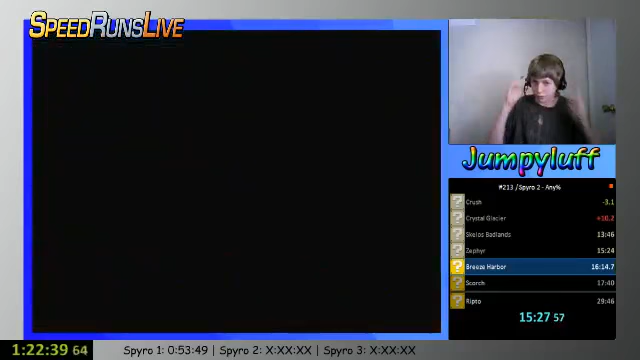 SPEEDRUNSLIVE
Jumpyluff
#213 / Spyro 2 - Any%
Crush -3.1
Crystal Glacier +10.2
Skelos Badlands 13:46
Zephyr 15:24
Breeze Harbor 16:14.7
Scorch 17:40
Ripto 29:46
15:27 57
1:22:39 64 Spyro 1: 0:53:49 | Spyro 2: X:XX:XX | Spyro 3: X:XX:XX